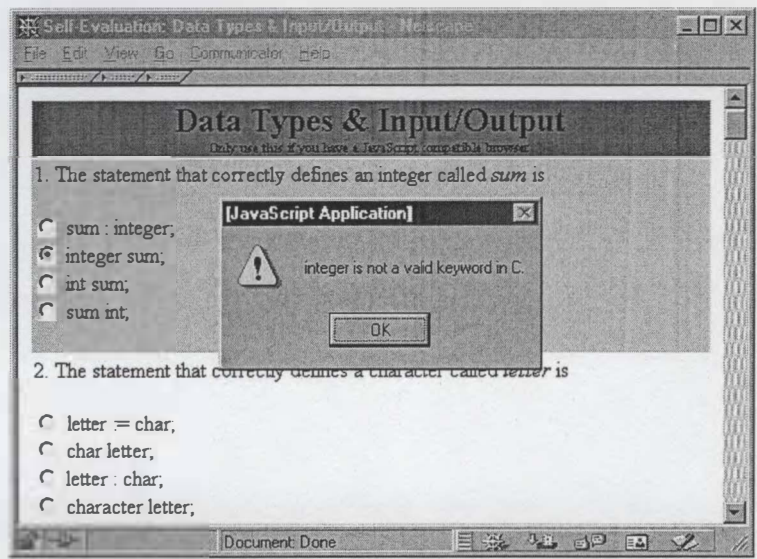 Self-Evaluation: Data Types & Input/Output - Netscape
File Edit View Go Communicator Help
Data Types & Input/Output
Only use this if you have a JavaScript compatible browser
1. The statement that correctly defines an integer called sum is
sum : integer;
integer sum;
int sum;
sum int;
[JavaScript Application]
integer is not a valid keyword in C.
OK
2. The statement that correctly defines a character called letter is
letter := char;
char letter;
letter : char;
character letter;
Document: Done